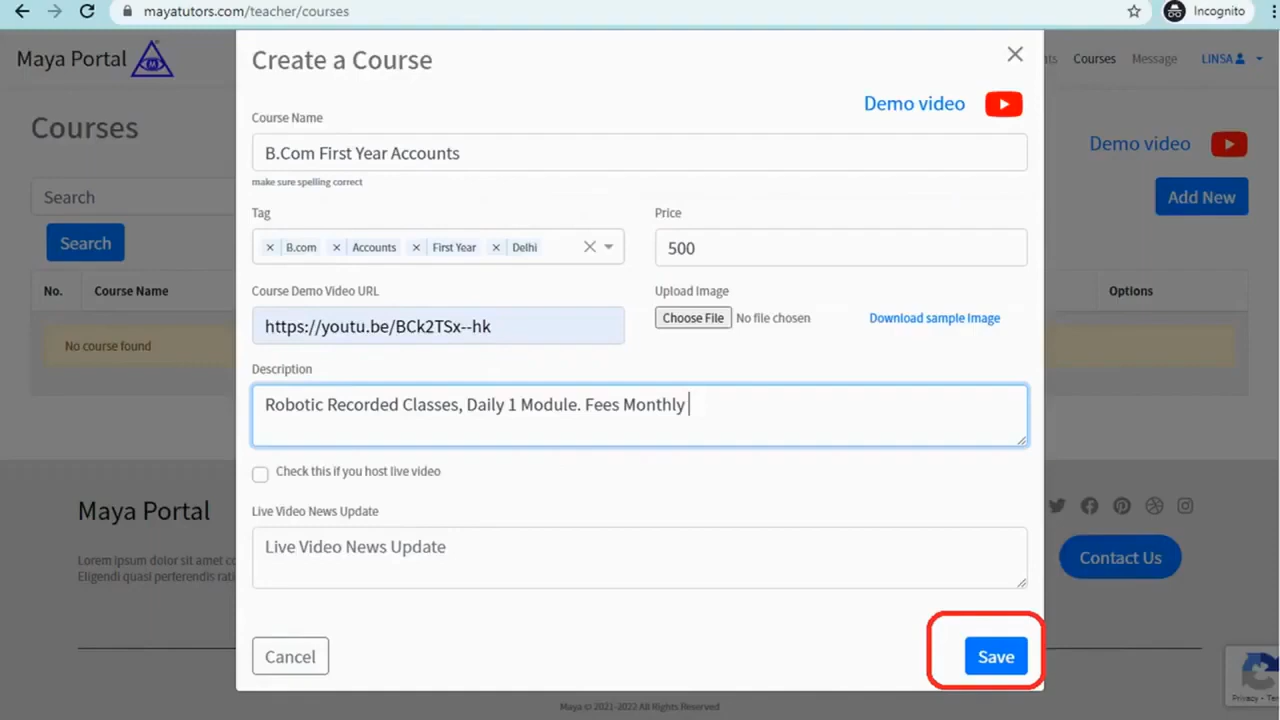 mayatutors.com/teacher/courses
Incognito
Maya Portal
Courses
Message
LINSA
Create a Course
Demo video
Course Name
B.Com First Year Accounts
make sure spelling correct
Courses
Demo video
Search
Add New
Search
Tag
Price
B.com
Accounts
First Year
Delhi
500
No.
Course Name
Options
Course Demo Video URL
Upload Image
https://youtu.be/BCk2TSx--hk
Choose File
No file chosen
Download sample Image
No course found
Description
Robotic Recorded Classes, Daily 1 Module. Fees Monthly
Check this if you host live video
Live Video News Update
Live Video News Update
Maya Portal
Lorem ipsum dolor sit amet
Eligendi quasi perferendis
Contact Us
Cancel
Save
Privacy
Maya © 2021-2022 All Rights Reserved